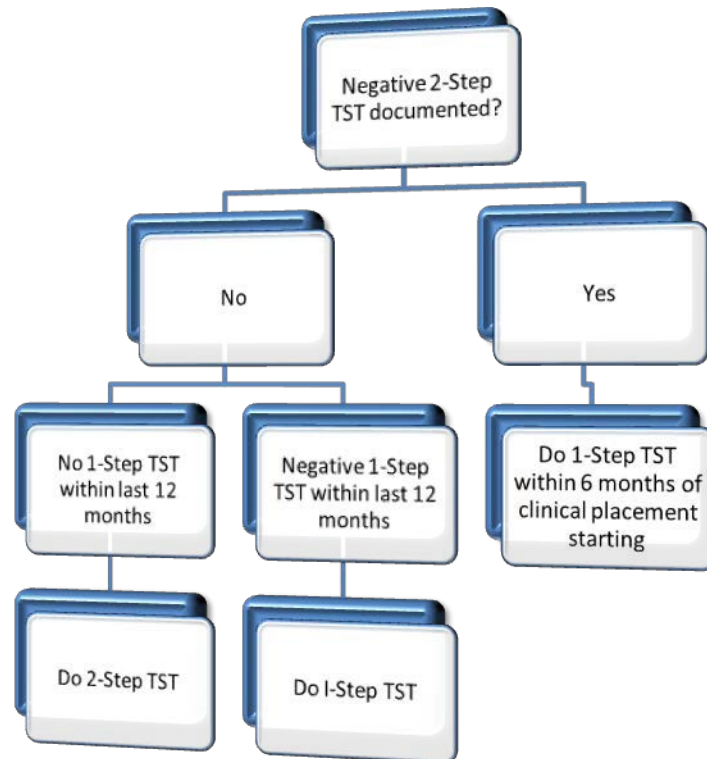 Negative 2-Step
TST documented?
No
Yes
No 1-Step TST
within last 12
months
Negative 1-Step
TST within last 12
months
Do 1-Step TST
within 6 months of
clinical placement
starting
Do 2-Step TST
Do I-Step TST